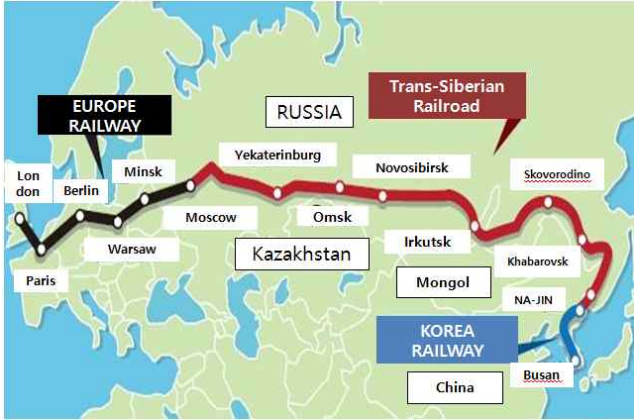 EUROPE
RAILWAY
RUSSIA
Trans-Siberian
Railroad
Lon
don
Berlin
Minsk
Yekaterinburg
Novosibirsk
Skovorodino
Moscow
Omsk
Warsaw
Irkutsk
Khabarovsk
Paris
Kazakhstan
Mongol
NA-JIN
KOREA
RAILWAY
Busan
China